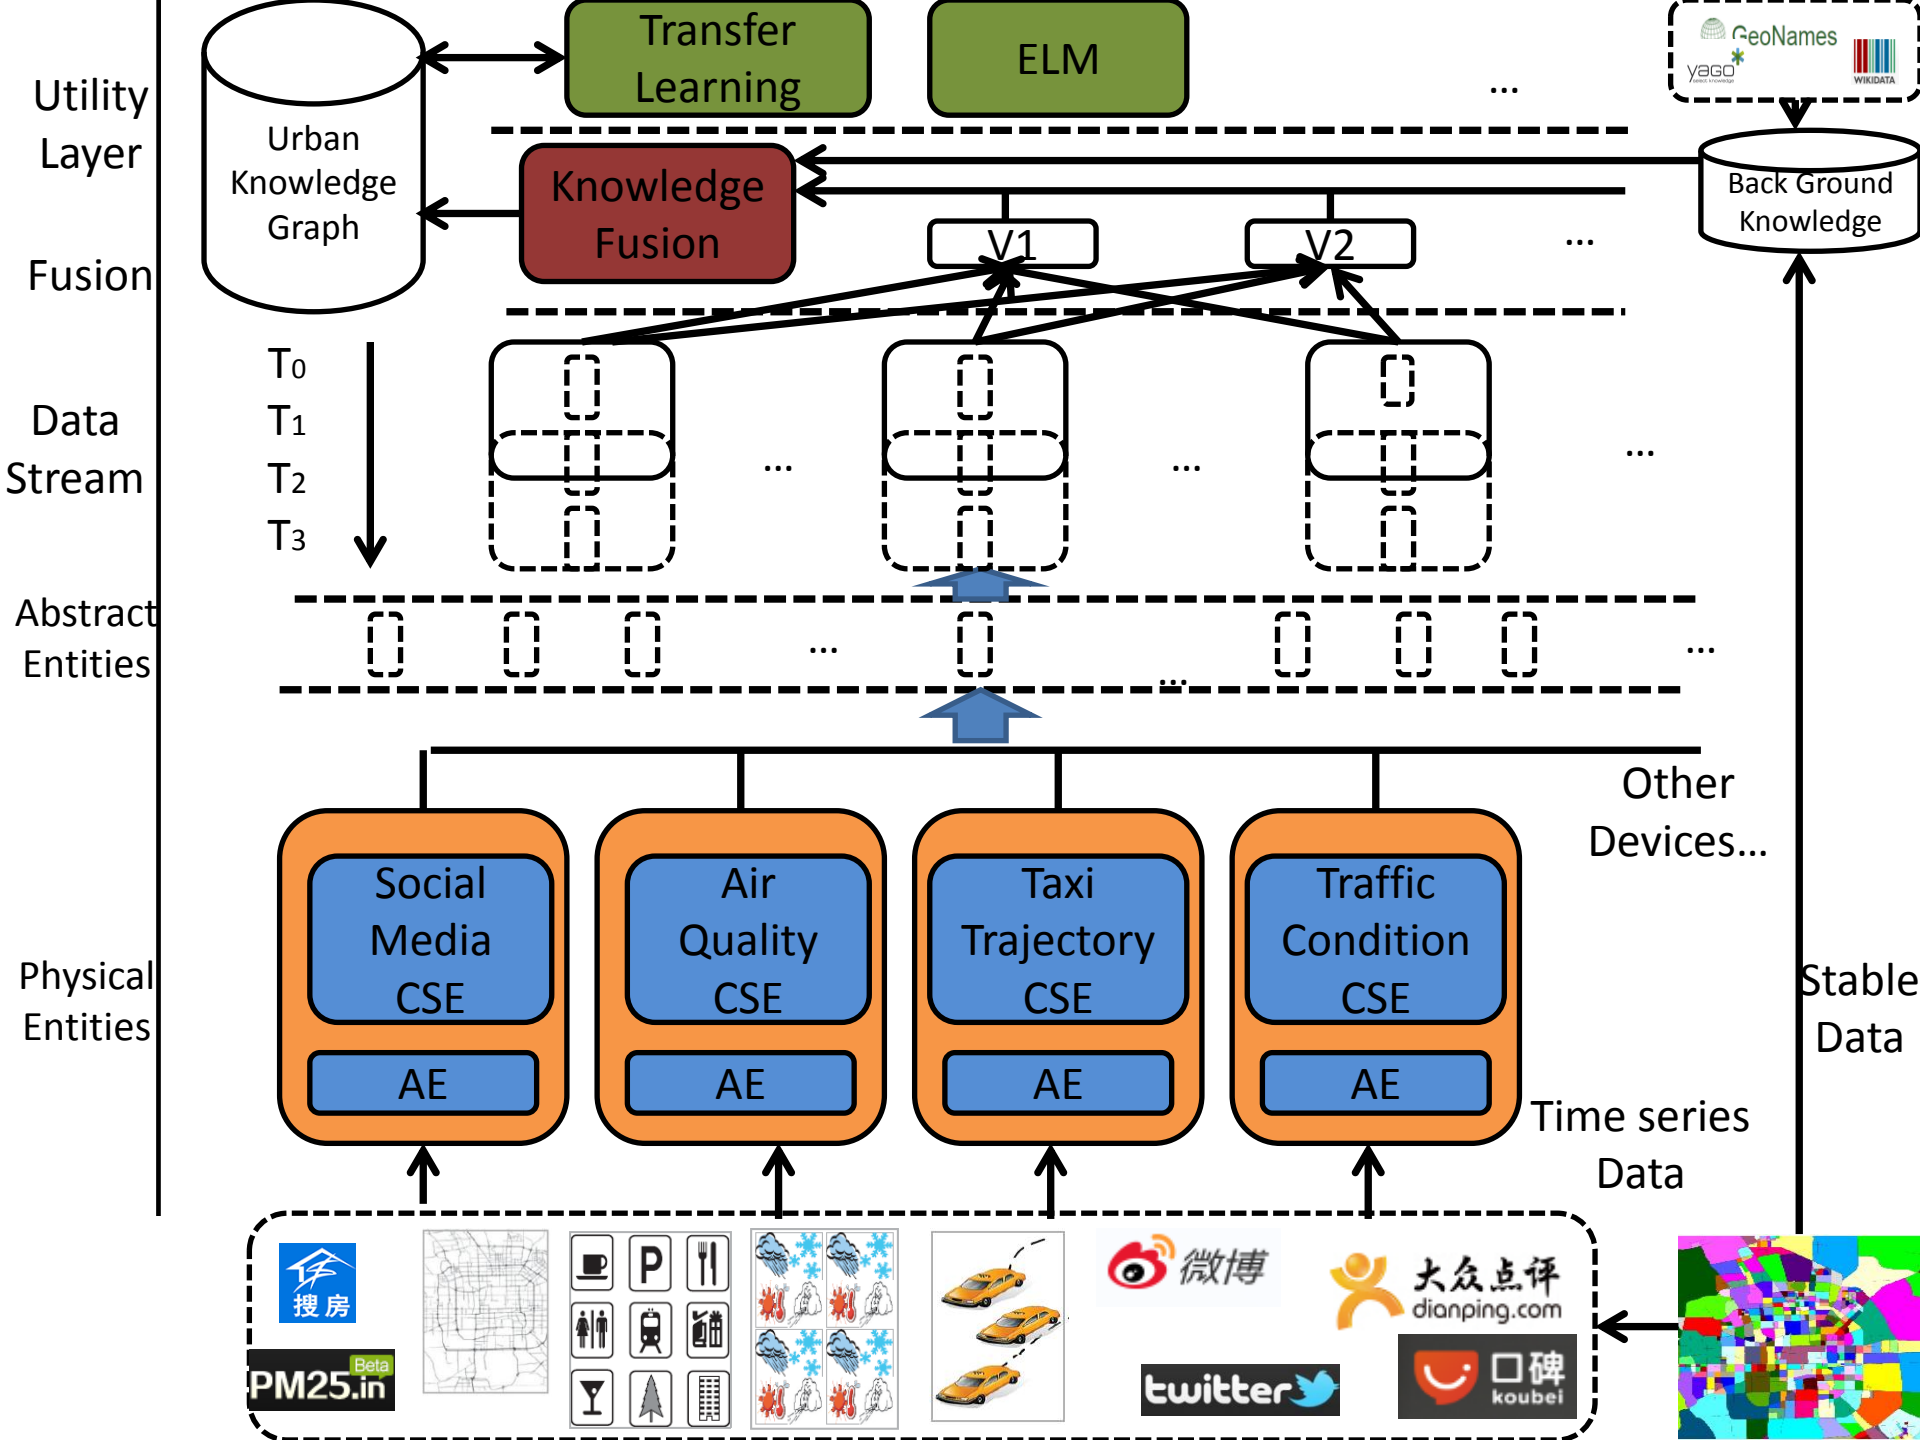 Utility
Layer
Fusion
Data
Stream
Abstract
Entities
Physical
Entities
Urban
Knowledge
Graph
Transfer
Learning
ELM
...
GeoNames
yago
select knowledge
WIKIDATA
Knowledge
Fusion
V1
V2
...
Back Ground
Knowledge
T0
T1
T2
T3
...
...
...
...
...
...
Other
Devices...
Social
Media
CSE
AE
Air
Quality
CSE
AE
Taxi
Trajectory
CSE
AE
Traffic
Condition
CSE
AE
Stable
Data
Time series
Data
搜房
PM25.in
Beta
P
微博
twitter
大众点评
dianping.com
口碑
koubei